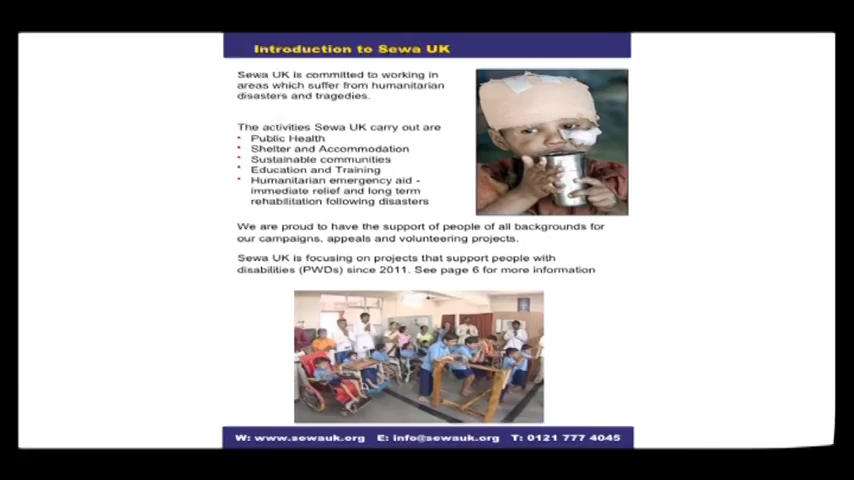 Introduction to Sewa UK
Sewa UK is committed to working in
areas which suffer from humanitarian
disasters and tragedies.
The activities Sewa UK carry out are
• Public Health
• Shelter and Accommodation
• Sustainable communities
• Education and Training
• Humanitarian emergency aid -
immediate relief and long term
rehabilitation following disasters
We are proud to have the support of people of all backgrounds for
our campaigns, appeals and volunteering projects.
Sewa UK is focusing on projects that support people with
disabilities (PWDs) since 2011. See page 6 for more information
W: www.sewauk.org E: info@sewauk.org T: 0121 777 4045